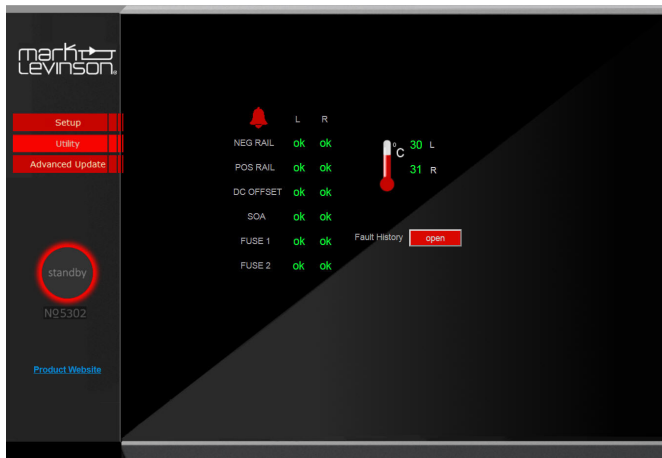 mark
Levinson®
Setup
Utility
Advanced Update
standby
Nº5302
Product Website
L R
NEG RAIL ok ok
POS RAIL ok ok
DC OFFSET ok ok
SOA ok ok
FUSE 1 ok ok
FUSE 2 ok ok
°C 30 L
31 R
Fault History open